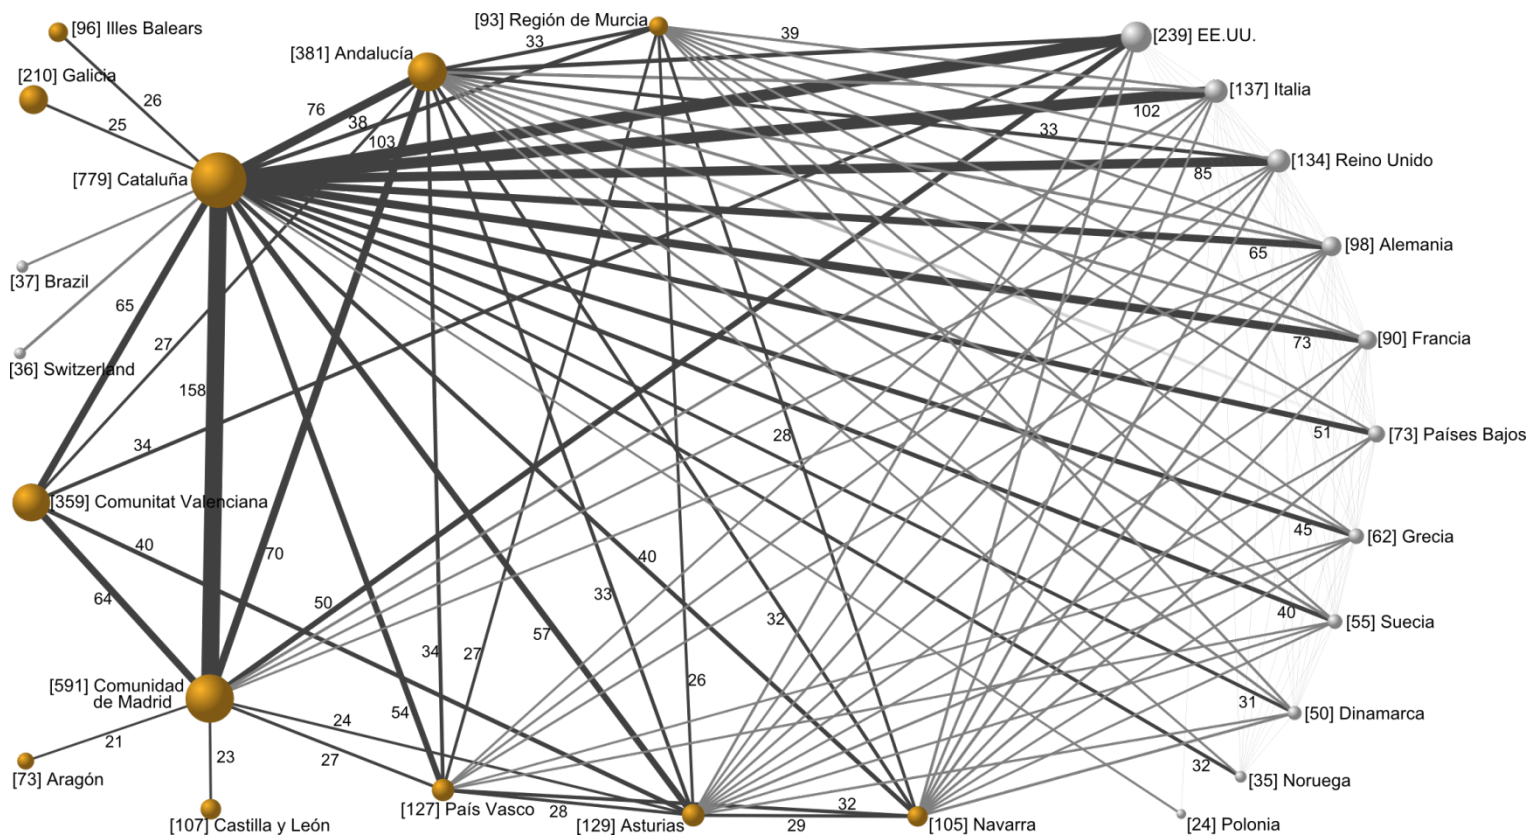 [93] Región de Murcia
[96] Illes Balears
33
39
[239] EE.UU.
[381] Andalucía
[210] Galicia
[137] Italia
26
76
102
25
38
33
103
[134] Reino Unido
[779] Cataluña
85
[98] Alemania
65
[37] Brazil
65
[90] Francia
27
73
[36] Switzerland
158
[73] Países Bajos
51
28
34
[359] Comunitat Valenciana
45
[62] Grecia
40
70
40
64
50
33
32
40
[55] Suecia
57
34
27
26
[591] Comunidad
de Madrid
31
[50] Dinamarca
54
24
21
23
27
32
[35] Noruega
[73] Aragón
[127] País Vasco
28
32
[107] Castilla y León
[129] Asturias
29
[105] Navarra
[24] Polonia